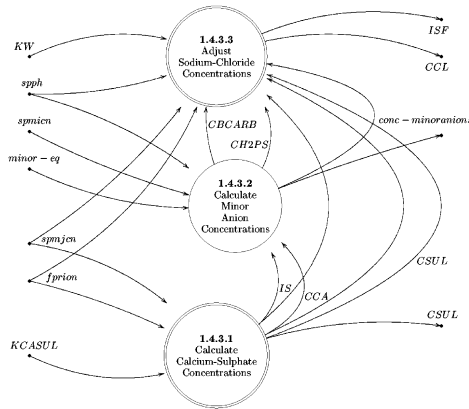 KW
1.4.3.3
Adjust
Sodium-Chloride
Concentrations
ISF
CCL
spph
spmicn
CBCARB
CH2PS
conc − minoranion.
minor − eq
1.4.3.2
Calculate
Minor
Anion
Concentrations
spmjcn
fprion
IS
CCA
CSUL
CSUL
1.4.3.1
Calculate
Calcium-Sulphate
Concentrations
KCASUL